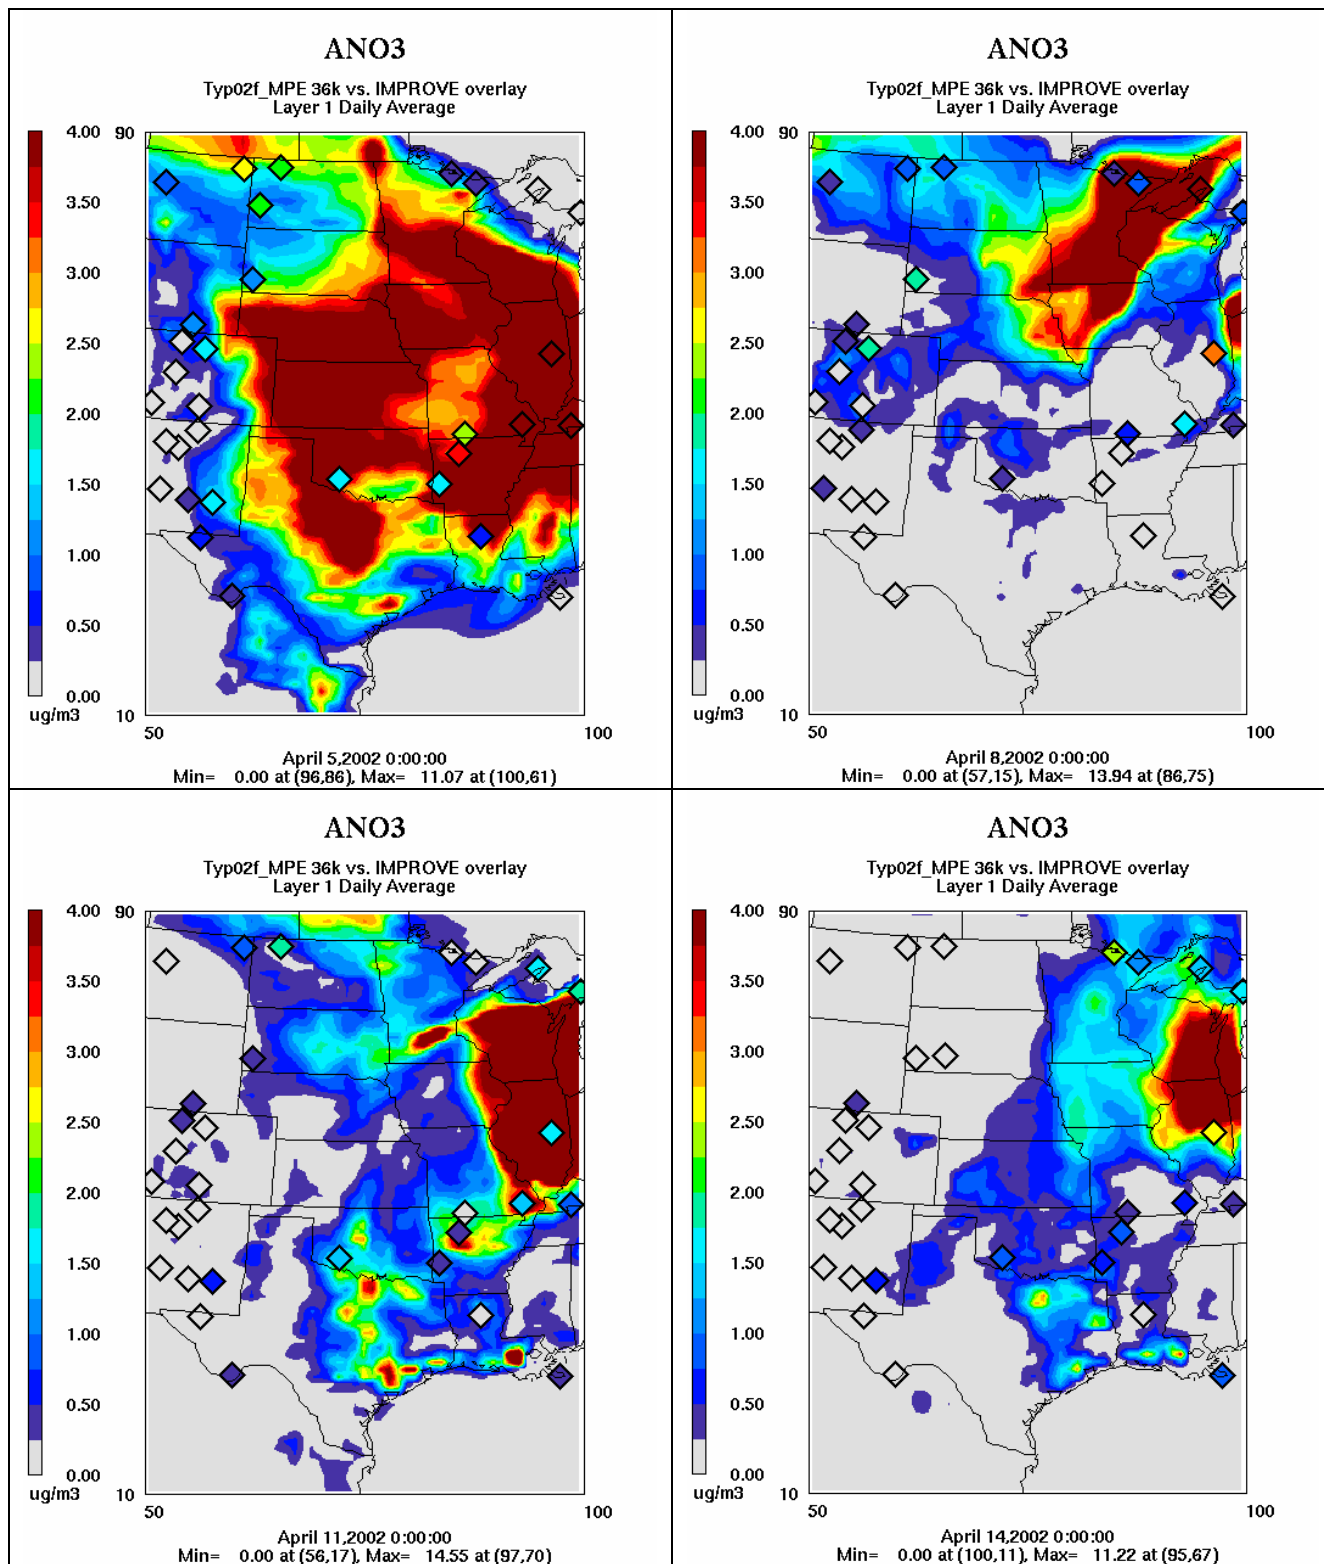 ANO3
Typ02f_MPE 36k vs. IMPROVE overlay
Layer 1 Daily Average
4.00
3.50
3.00
2.50
2.00
1.50
1.00
0.50
0.00
ug/m3
90
10
50
100
April 5,2002 0:00:00
Min= 0.00 at (96,86), Max= 11.07 at (100,61)
ANO3
Typ02f_MPE 36k vs. IMPROVE overlay
Layer 1 Daily Average
4.00
3.50
3.00
2.50
2.00
1.50
1.00
0.50
0.00
ug/m3
90
10
50
100
April 8,2002 0:00:00
Min= 0.00 at (57,15), Max= 13.94 at (86,75)
ANO3
Typ02f_MPE 36k vs. IMPROVE overlay
Layer 1 Daily Average
4.00
3.50
3.00
2.50
2.00
1.50
1.00
0.50
0.00
ug/m3
90
10
50
100
April 11,2002 0:00:00
Min= 0.00 at (56,17), Max= 14.55 at (97,70)
ANO3
Typ02f_MPE 36k vs. IMPROVE overlay
Layer 1 Daily Average
4.00
3.50
3.00
2.50
2.00
1.50
1.00
0.50
0.00
ug/m3
90
10
50
100
April 14,2002 0:00:00
Min= 0.00 at (100,11), Max= 11.22 at (95,67)